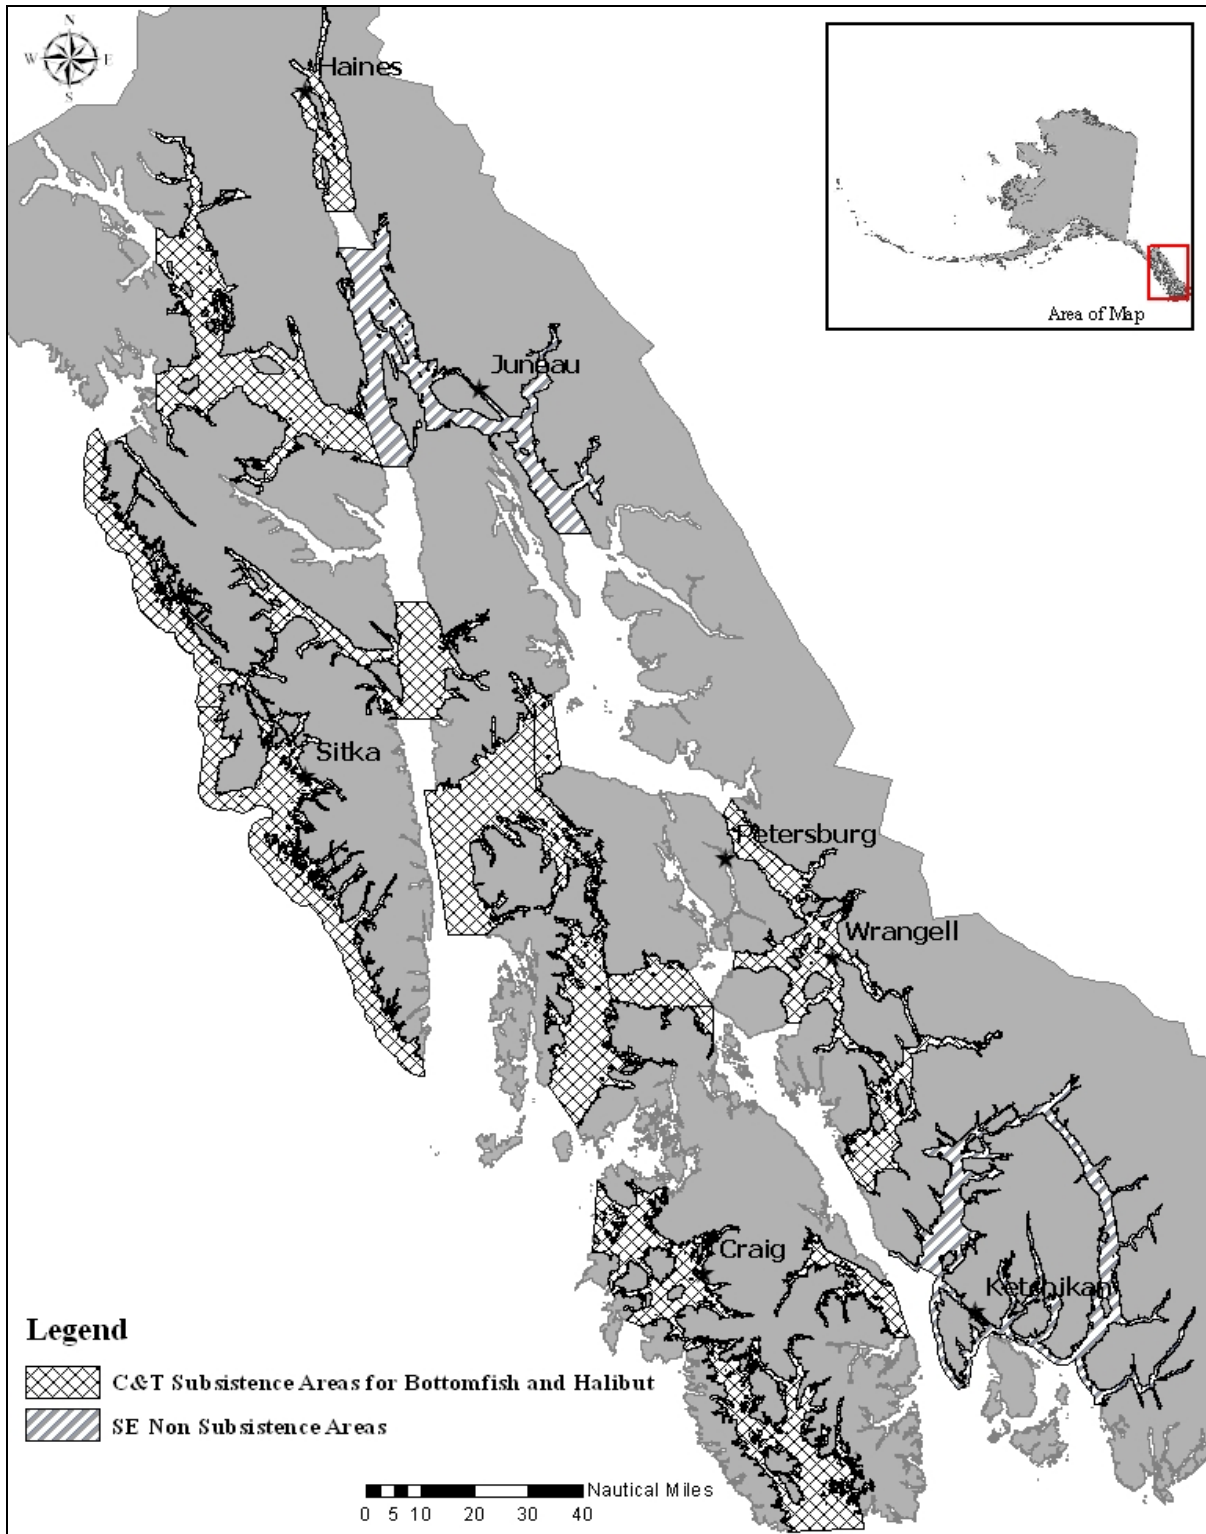 N
W E
S
Haines
Area of Map
Juneau
Sitka
Petersburg
Wrangell
Craig
Ketchikan
Legend
C&T Subsistence Areas for Bottomfish and Halibut
SE Non Subsistence Areas
Nautical Miles
0 5 10 20 30 40